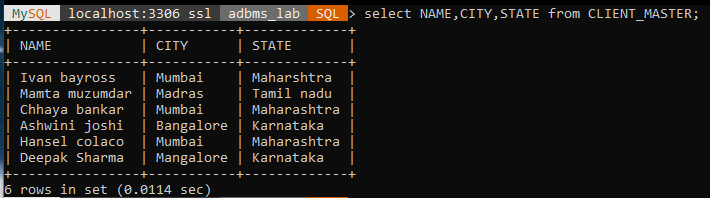 MySQL localhost:3306 ssl adbms_lab SQL > select NAME,CITY,STATE from CLIENT_MASTER;
+----------------+-----------+-------------+
| NAME           | CITY      | STATE       |
+----------------+-----------+-------------+
| Ivan bayross   | Mumbai    | Maharshtra  |
| Mamta muzumdar | Madras    | Tamil nadu  |
| Chhaya bankar  | Mumbai    | Maharashtra |
| Ashwini joshi  | Bangalore | Karnataka   |
| Hansel colaco  | Mumbai    | Maharashtra |
| Deepak Sharma  | Mangalore | Karnataka   |
+----------------+-----------+-------------+
6 rows in set (0.0114 sec)